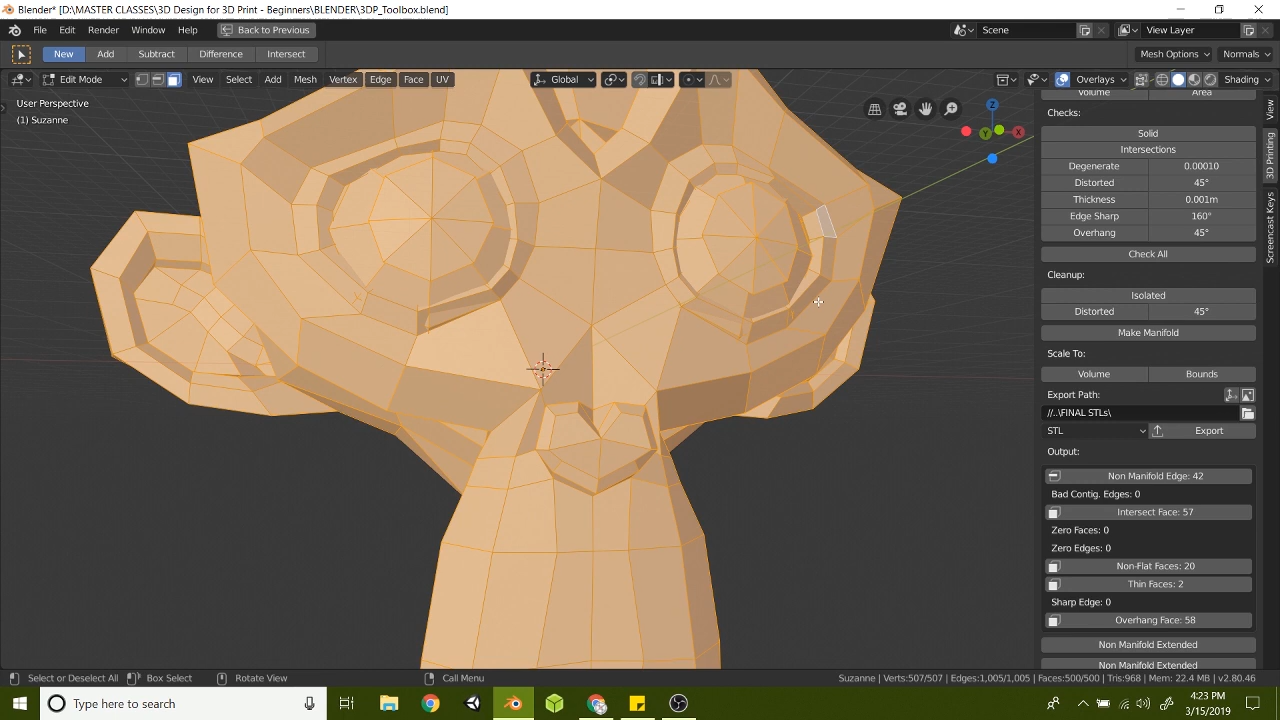 Blender* [D:\MASTER CLASSES\3D Design for 3D Print - Beginners\BLENDER\3DP_Toolbox.blend]
File Edit Render Window Help Back to Previous Scene View Layer
New Add Subtract Difference Intersect Mesh Options Normals
Edit Mode View Select Add Mesh Vertex Edge Face UV Global Overlays Shading
User Perspective
(1) Suzanne
Z
Y
X
View
3D Printing
Screencast Keys
Volume Area
Checks:
Solid
Intersections
Degenerate 0.00010
Distorted 45°
Thickness 0.001m
Edge Sharp 160°
Overhang 45°
Check All
Cleanup:
Isolated
Distorted 45°
Make Manifold
Scale To:
Volume Bounds
Export Path:
//..\FINAL STLs\
STL Export
Output:
Non Manifold Edge: 42
Bad Contig. Edges: 0
Intersect Face: 57
Zero Faces: 0
Zero Edges: 0
Non-Flat Faces: 20
Thin Faces: 2
Sharp Edge: 0
Overhang Face: 58
Non Manifold Extended
Non Manifold Extended
Select or Deselect All Box Select Rotate View Call Menu Suzanne | Verts:507/507 | Edges:1,005/1,005 | Faces:500/500 | Tris:968 | Mem: 22.4 MB | v2.80.46
Type here to search
4:23 PM
3/15/2019